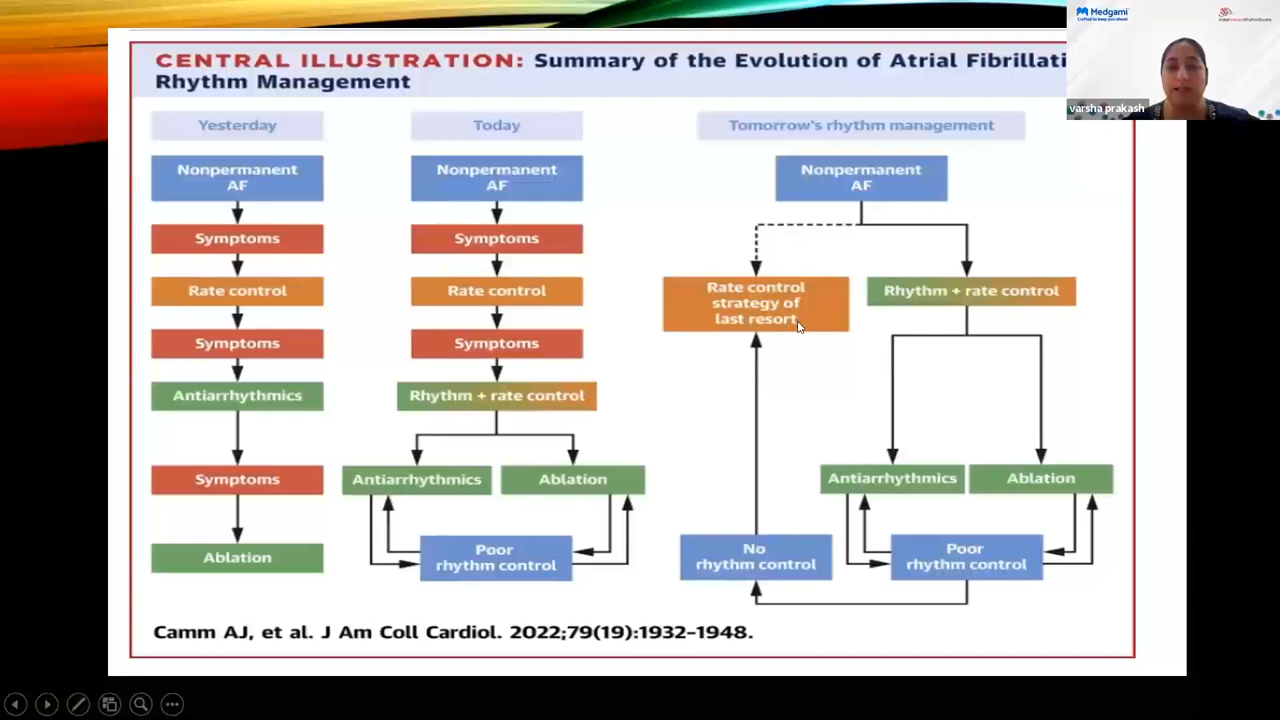 CENTRAL ILLUSTRATION: Summary of the Evolution of Atrial Fibrillati
Rhythm Management
Yesterday
Nonpermanent
AF
Symptoms
Rate control
Symptoms
Antiarrhythmics
Symptoms
Ablation
Today
Nonpermanent
AF
Symptoms
Rate control
Symptoms
Rhythm + rate control
Antiarrhythmics
Ablation
Poor
rhythm control
Tomorrow's rhythm management
Nonpermanent
AF
Rate control
strategy of
last resort
Rhythm + rate control
Antiarrhythmics
Ablation
No
rhythm control
Poor
rhythm control
Camm AJ, et al. J Am Coll Cardiol. 2022;79(19):1932-1948.
Medgami
varsha prakash